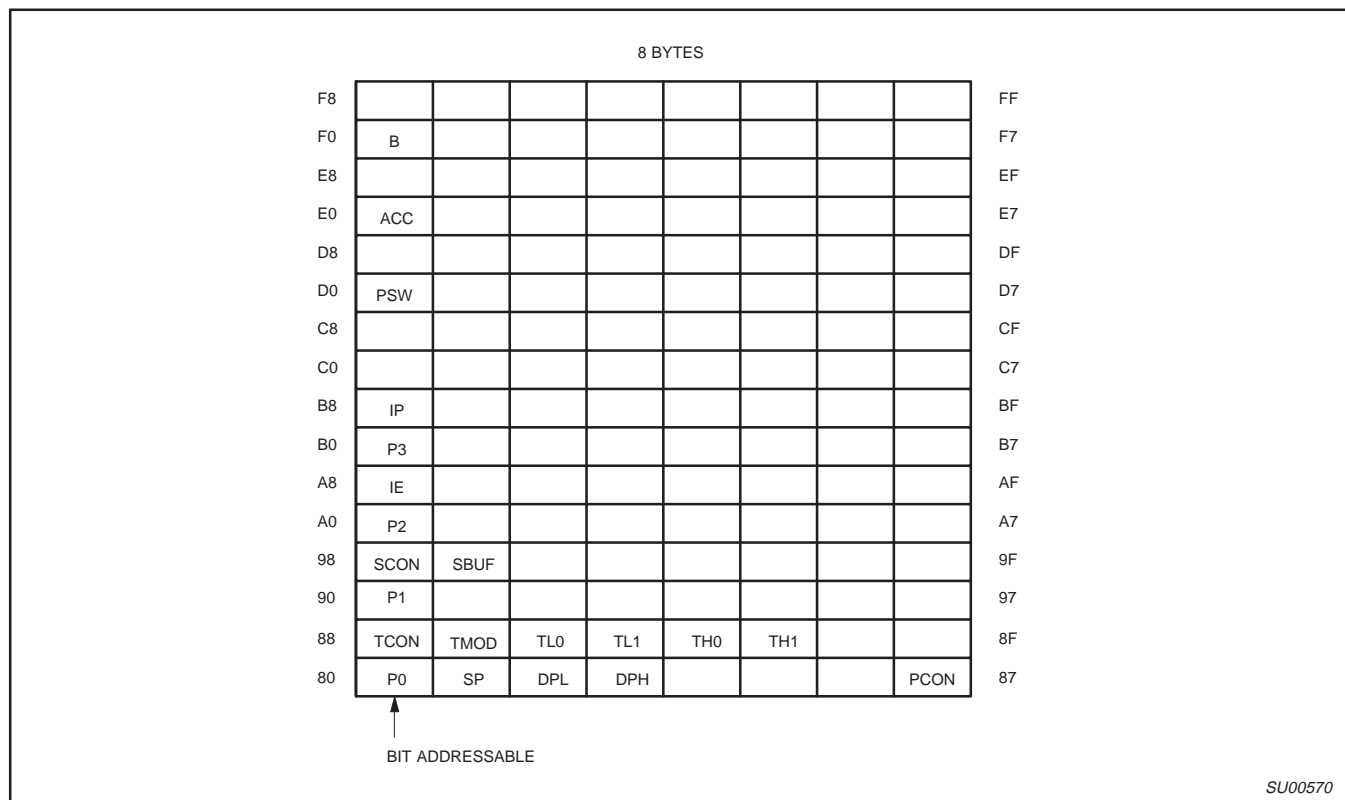 8 BYTES
F8 FF
F0 B F7
E8 EF
E0 ACC E7
D8 DF
D0 PSW D7
C8 CF
C0 C7
B8 IP BF
B0 P3 B7
A8 IE AF
A0 P2 A7
98 SCON SBUF 9F
90 P1 97
88 TCON TMOD TL0 TL1 TH0 TH1 8F
80 P0 SP DPL DPH PCON 87
BIT ADDRESSABLE
SU00570